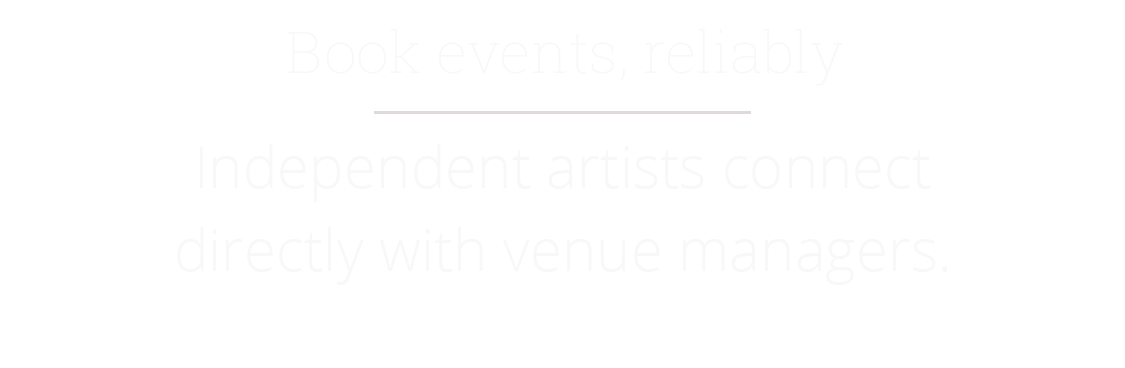 Book events, reliably
Independent artists connect
directly with venue managers.